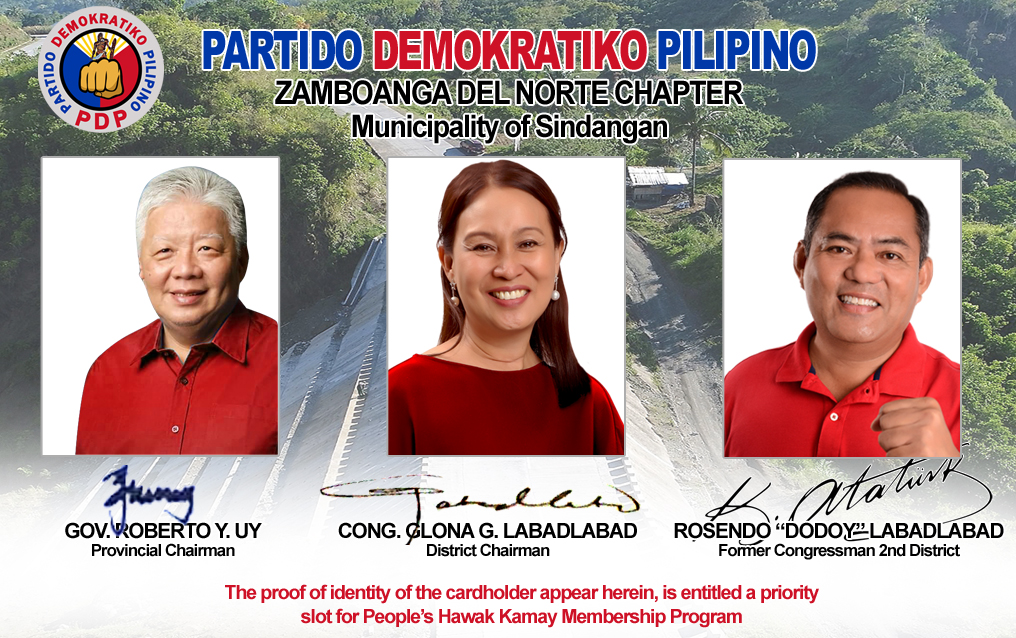 PARTIDO DEMOKRATIKO PILIPINO
PDP
PARTIDO DEMOKRATIKO PILIPINO
ZAMBOANGA DEL NORTE CHAPTER
Municipality of Sindangan
K. Atatürk
GOV. ROBERTO Y. UY
Provincial Chairman
CONG. GLONA G. LABADLABAD
District Chairman
ROSENDO “DODOY” LABADLABAD
Former Congressman 2nd District
The proof of identity of the cardholder appear herein, is entitled a priority
slot for People’s Hawak Kamay Membership Program